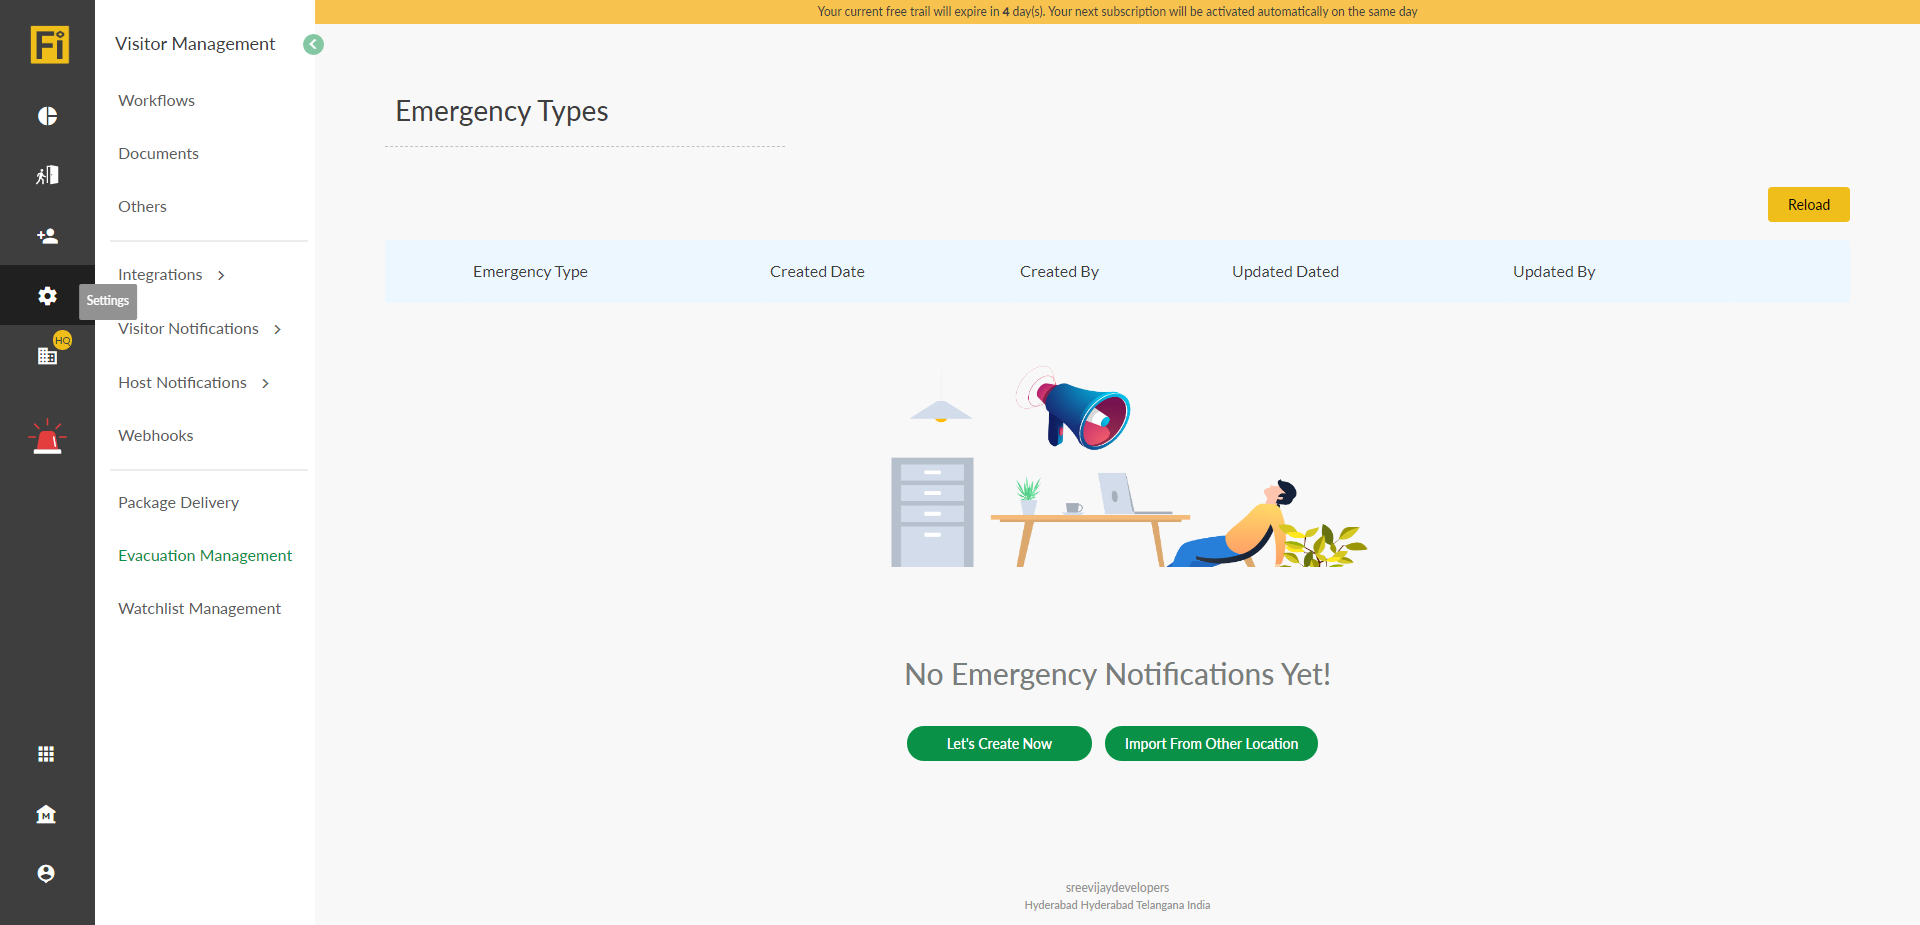 Your current free trail will expire in 4 day(s). Your next subscription will be activated automatically on the same day
Fi
Visitor Management
Workflows
Documents
Others
Integrations
Settings
Visitor Notifications
HQ
Host Notifications
Webhooks
Package Delivery
Evacuation Management
Watchlist Management
M
Emergency Types
Reload
Emergency Type Created Date Created By Updated Dated Updated By
No Emergency Notifications Yet!
Let's Create Now Import From Other Location
sreevijaydevelopers
Hyderabad Hyderabad Telangana India